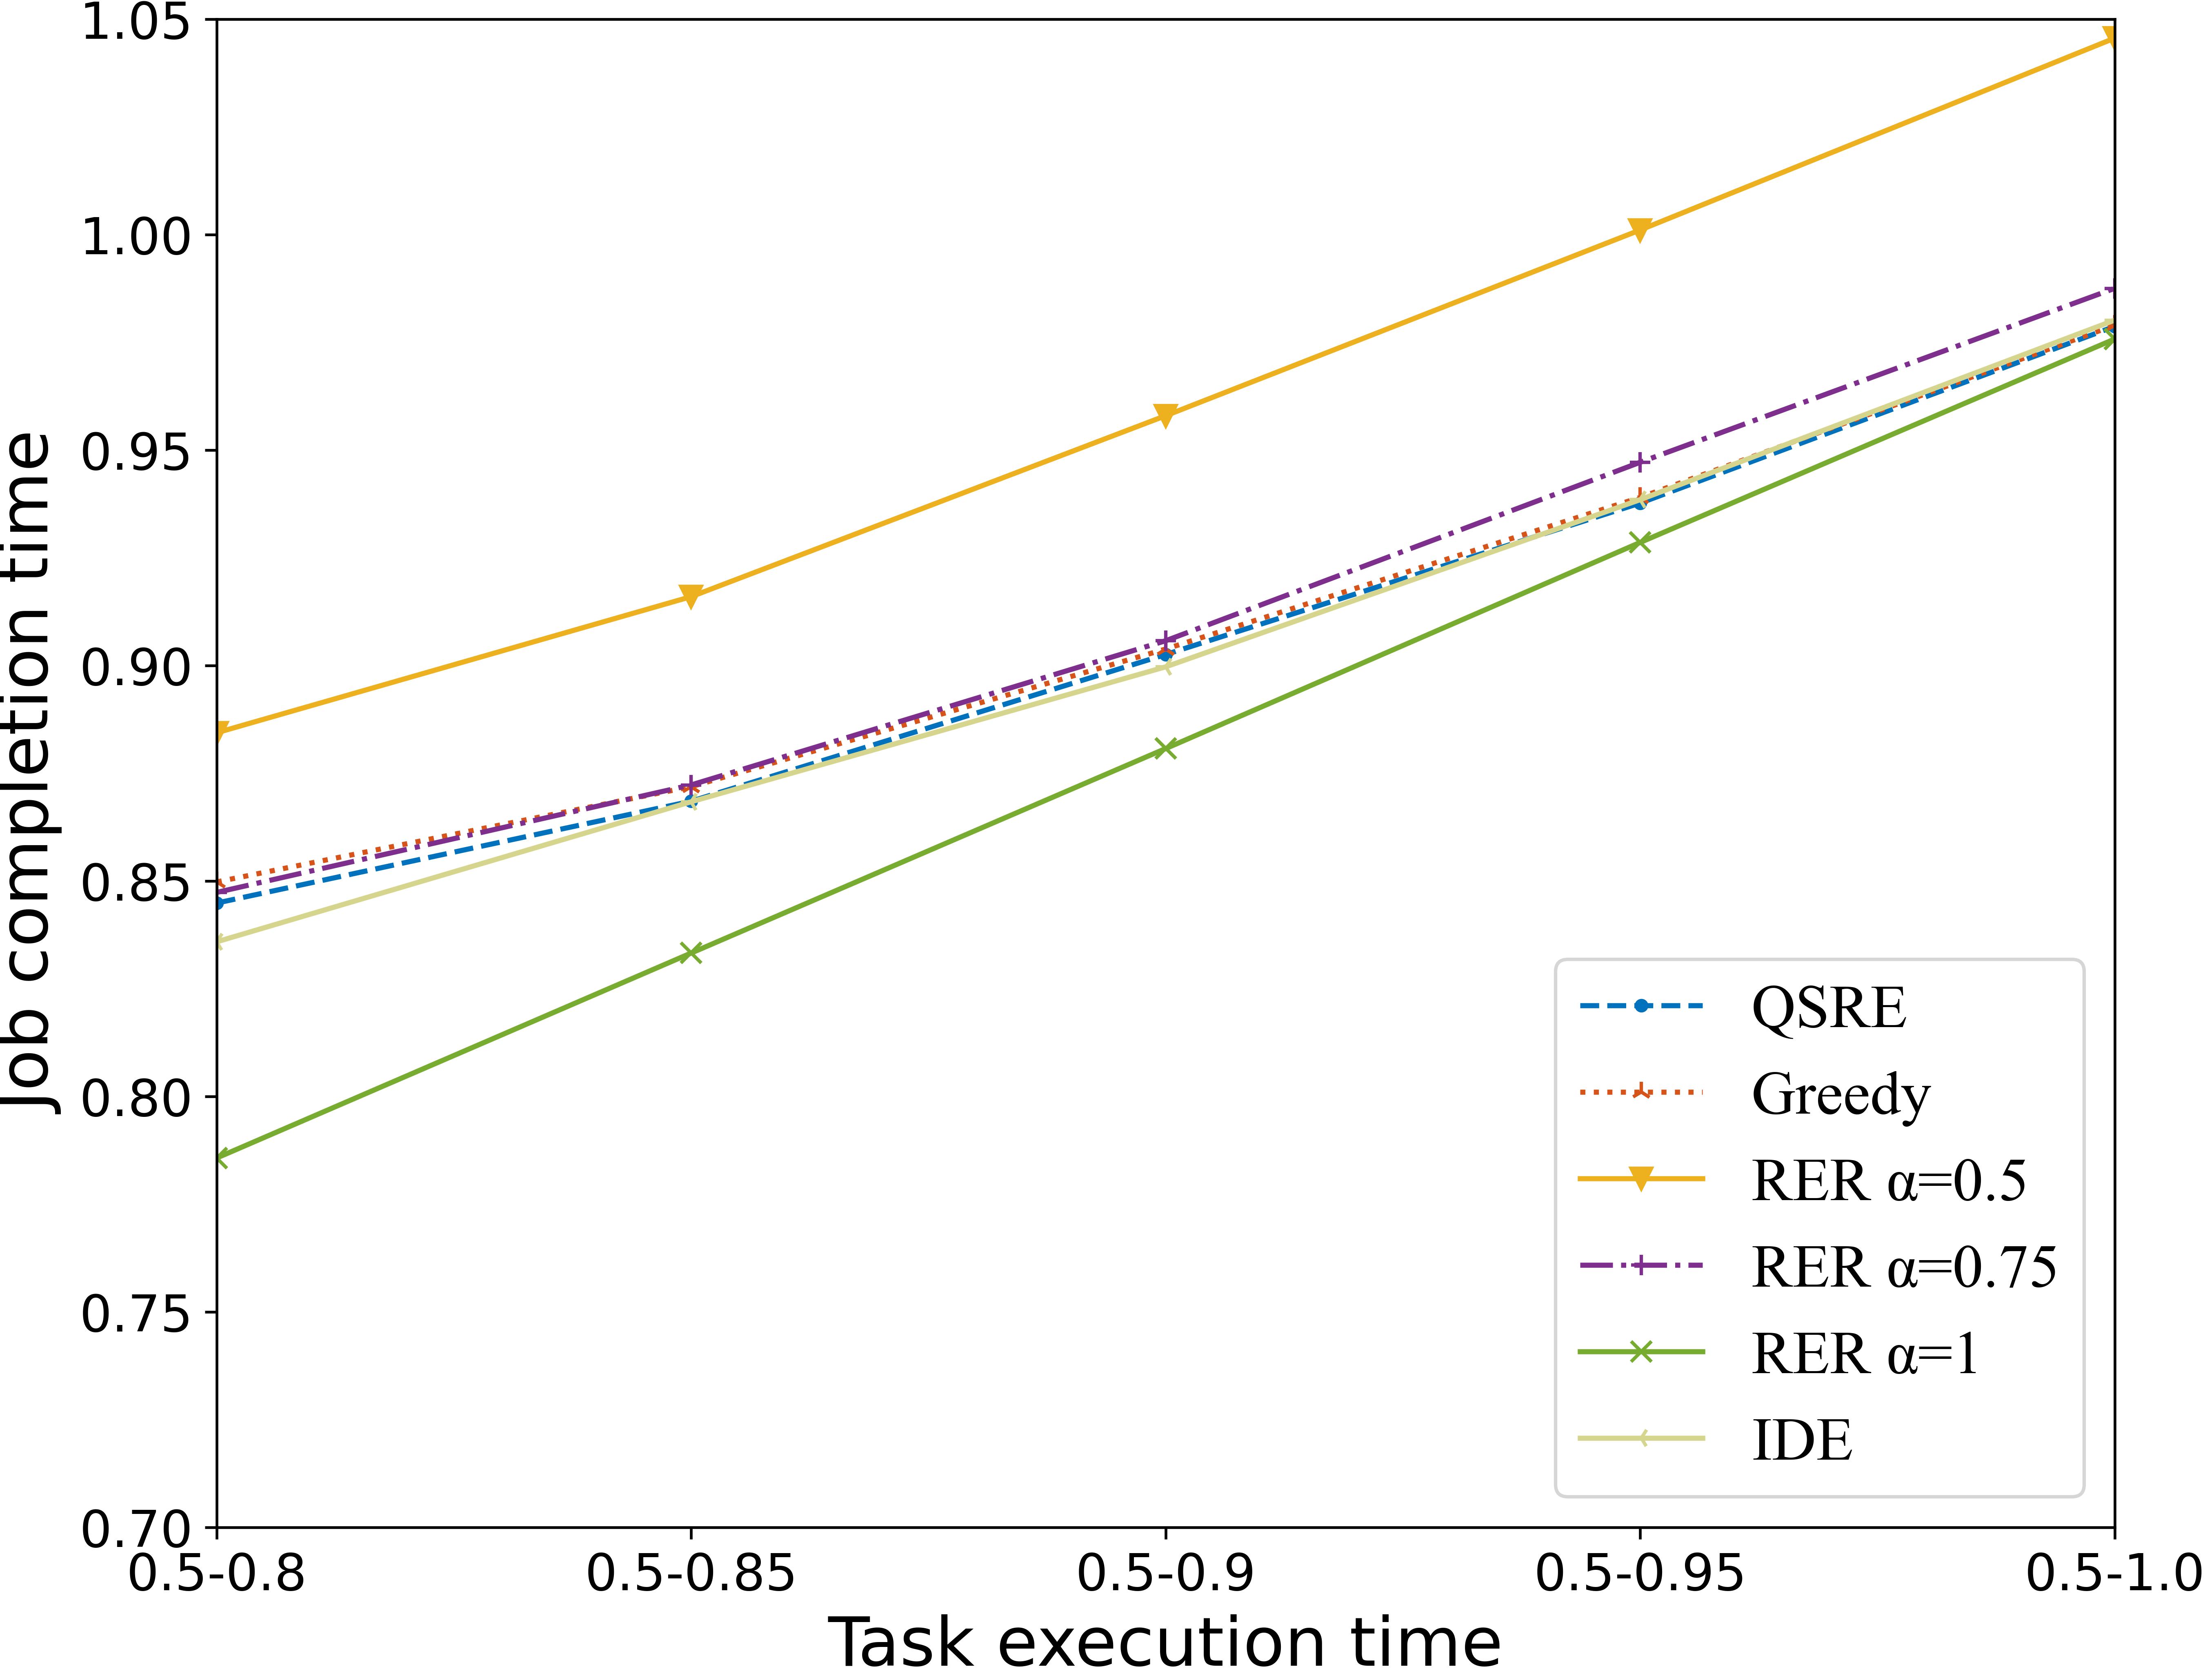 1.05
1.00
0.95
0.90
0.85
0.80
0.75
0.70
Job completion time
0.5-0.8
0.5-0.85
0.5-0.9
0.5-0.95
0.5-1.0
Task execution time
QSRE
Greedy
RER α=0.5
RER α=0.75
RER α=1
IDE